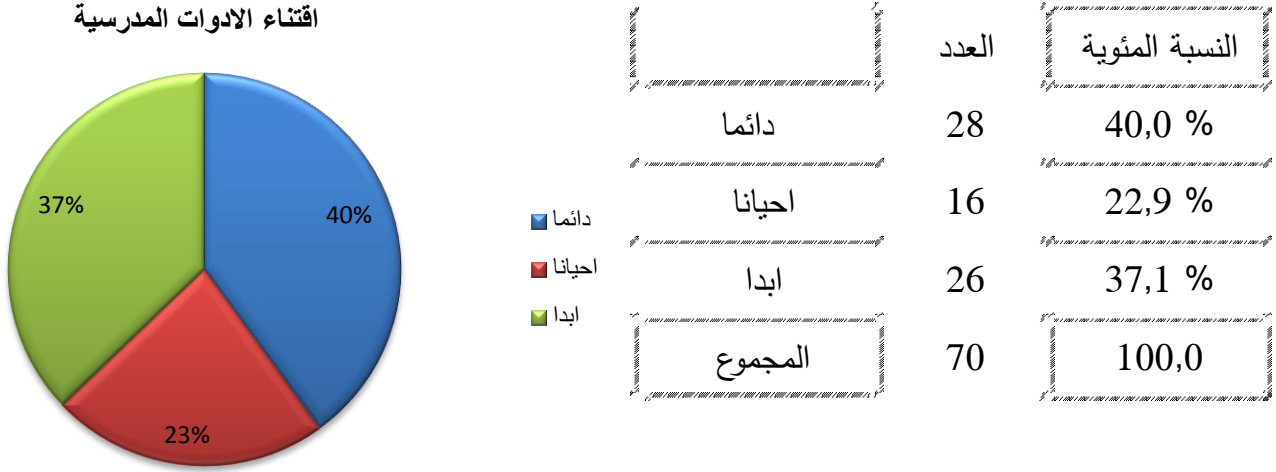 اقتناء الادوات المدرسية
37%
40%
23%
دائما
احيانا
ابدا
العدد النسبة المئوية
دائما 28 40,0 %
احيانا 16 22,9 %
ابدا 26 37,1 %
المجموع 70 100,0